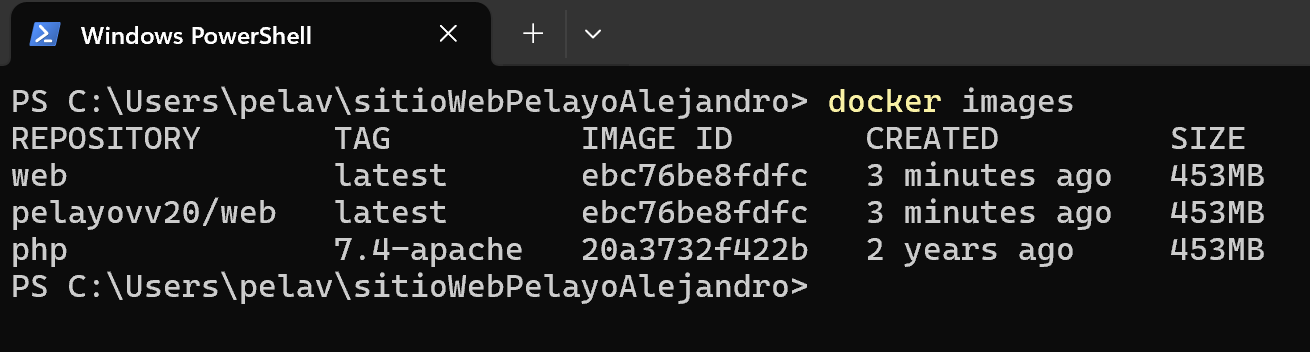 Windows PowerShell
PS C:\Users\pelav\sitioWebPelayoAlejandro> docker images
REPOSITORY TAG IMAGE ID CREATED SIZE
web latest ebc76be8fdfc 3 minutes ago 453MB
pelayovv20/web latest ebc76be8fdfc 3 minutes ago 453MB
php 7.4-apache 20a3732f422b 2 years ago 453MB
PS C:\Users\pelav\sitioWebPelayoAlejandro>